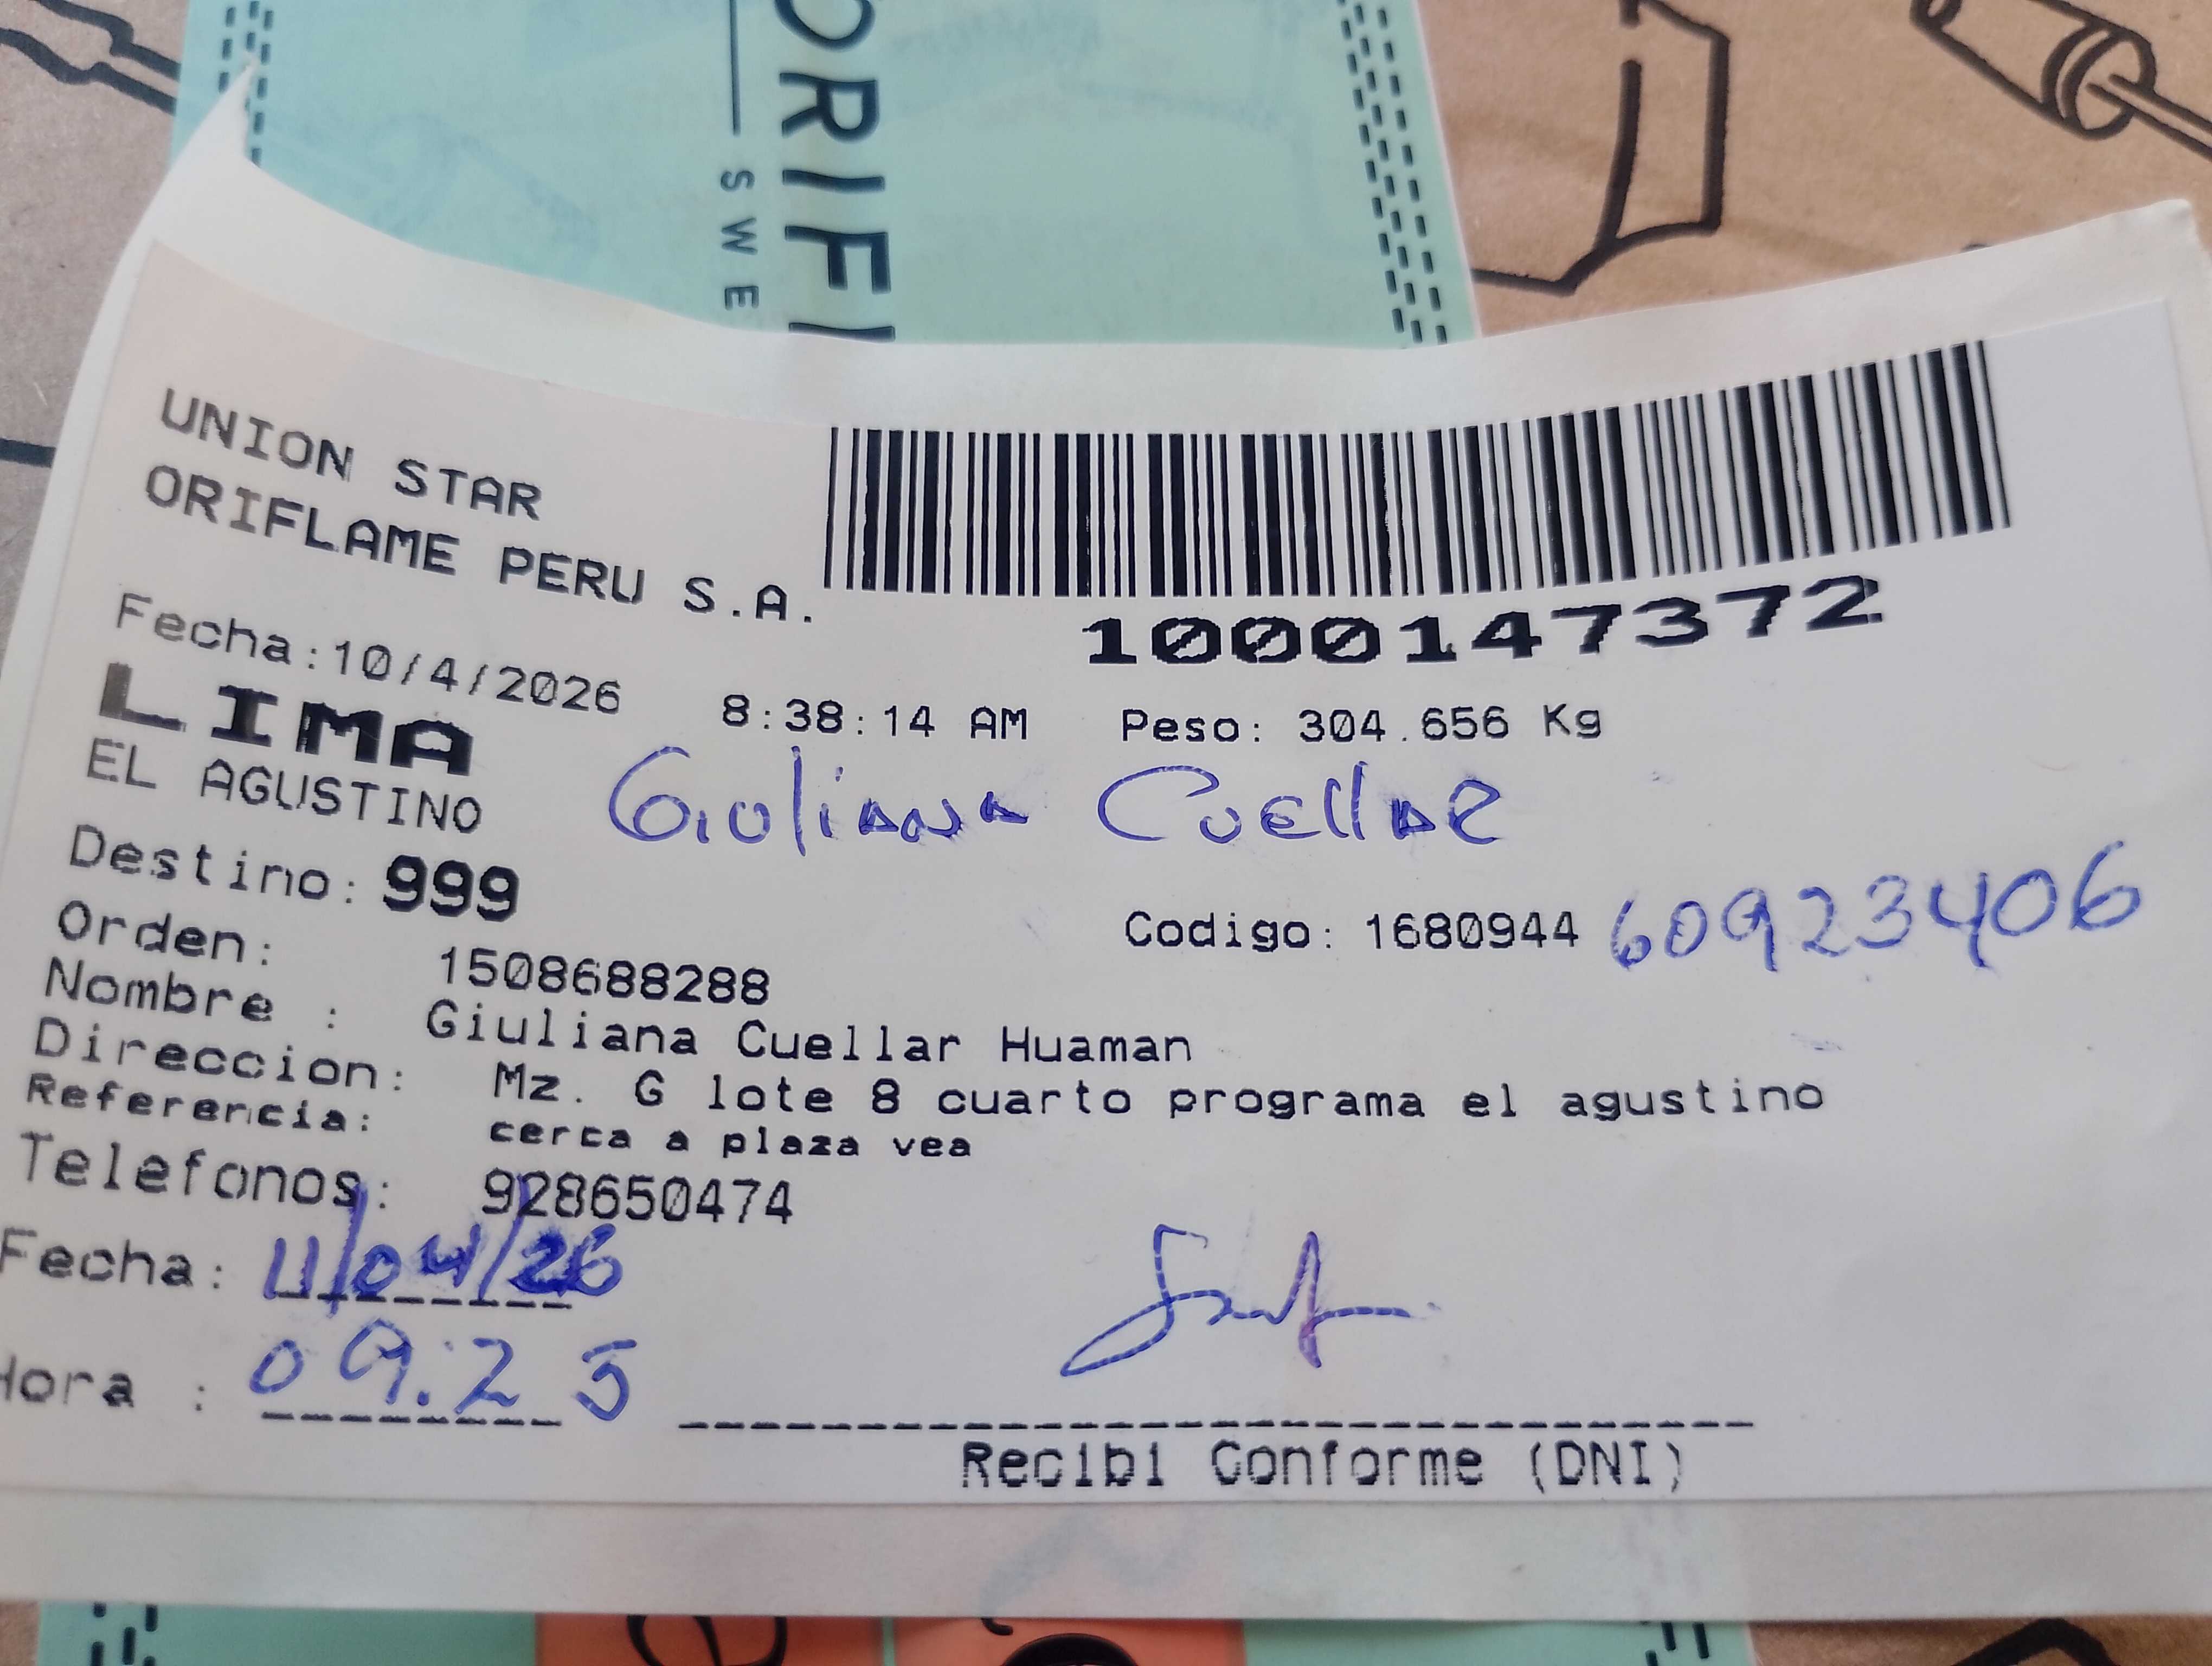 ORIFL
SWE
UNION STAR
ORIFLAME PERU S.A.
1000147372
Fecha:10/4/2026 8:38:14 AM Peso: 304.656 Kg
LIMA
EL AGUSTINO Giuliana Cuellar
Destino: 999
Orden: 1508688288 Codigo: 1680944 60923406
Nombre : Giuliana Cuellar Huaman
Direccion: Mz. G lote 8 cuarto programa el agustino
Referencia: cerca a plaza vea
Telefonos: 928650474
Fecha: 11/04/26
Hora : 09:25
Recibi Conforme (DNI)